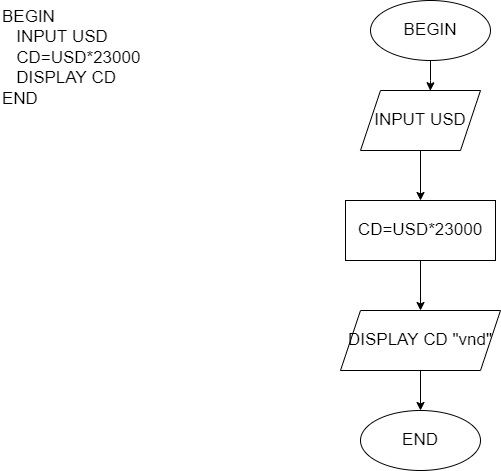 BEGIN
INPUT USD
CD=USD*23000
DISPLAY CD
END
BEGIN
INPUT USD
CD=USD*23000
DISPLAY CD "vnd"
END